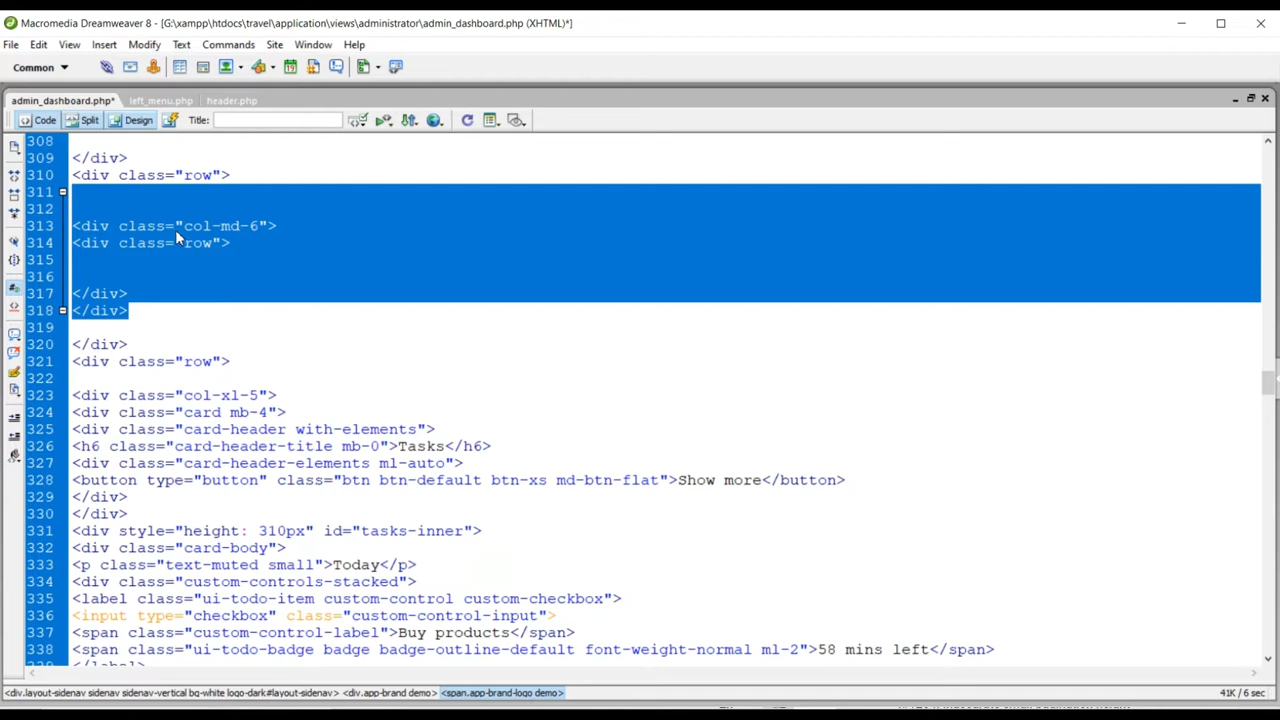 Macromedia Dreamweaver 8 - [G:\xampp\htdocs\travel\application\views\administrator\admin_dashboard.php (XHTML)*]
File Edit View Insert Modify Text Commands Site Window Help
Common
admin_dashboard.php* left_menu.php header.php
Code Split Design Title:
308
309 </div>
310 <div class="row">
311
312
313 <div class="col-md-6">
314 <div class="row">
315
316
317 </div>
318 </div>
319
320 </div>
321 <div class="row">
322
323 <div class="col-xl-5">
324 <div class="card mb-4">
325 <div class="card-header with-elements">
326 <h6 class="card-header-title mb-0">Tasks</h6>
327 <div class="card-header-elements ml-auto">
328 <button type="button" class="btn btn-default btn-xs md-btn-flat">Show more</button>
329 </div>
330 </div>
331 <div style="height: 310px" id="tasks-inner">
332 <div class="card-body">
333 <p class="text-muted small">Today</p>
334 <div class="custom-controls-stacked">
335 <label class="ui-todo-item custom-control custom-checkbox">
336 <input type="checkbox" class="custom-control-input">
337 <span class="custom-control-label">Buy products</span>
338 <span class="ui-todo-badge badge badge-outline-default font-weight-normal ml-2">58 mins left</span>
</label>
<div.layout-sidenav sidenav sidenav-vertical bg-white logo-dark#layout-sidenav> <div.app-brand demo> <span.app-brand-logo demo> 41K / 6 sec